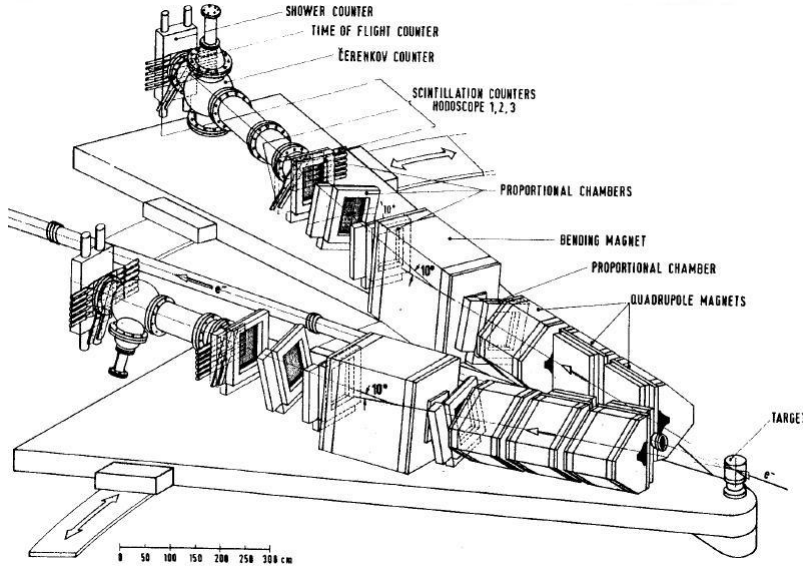 SHOWER COUNTER
TIME OF FLIGHT COUNTER
ČERENKOV COUNTER
SCINTILLATION COUNTERS
HODOSCOPE 1,2,3
PROPORTIONAL CHAMBERS
10°
BENDING MAGNET
10°
PROPORTIONAL CHAMBER
e⁻
QUADRUPOLE MAGNETS
10°
TARGET
e⁻
0 50 100 150 200 250 300 cm